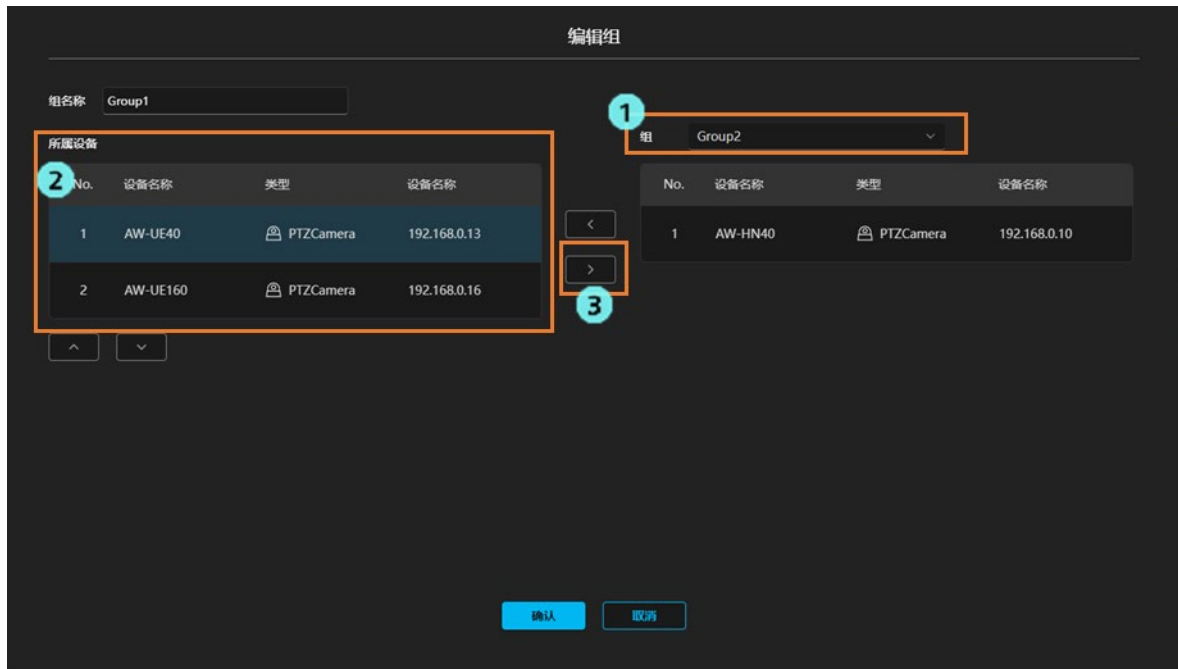 编辑组
组名称 Group1
1
组 Group2
所属设备
2
No. 设备名称 类型 设备名称
1 AW-UE40 PTZCamera 192.168.0.13
2 AW-UE160 PTZCamera 192.168.0.16
<
>
3
No. 设备名称 类型 设备名称
1 AW-HN40 PTZCamera 192.168.0.10
确认 取消